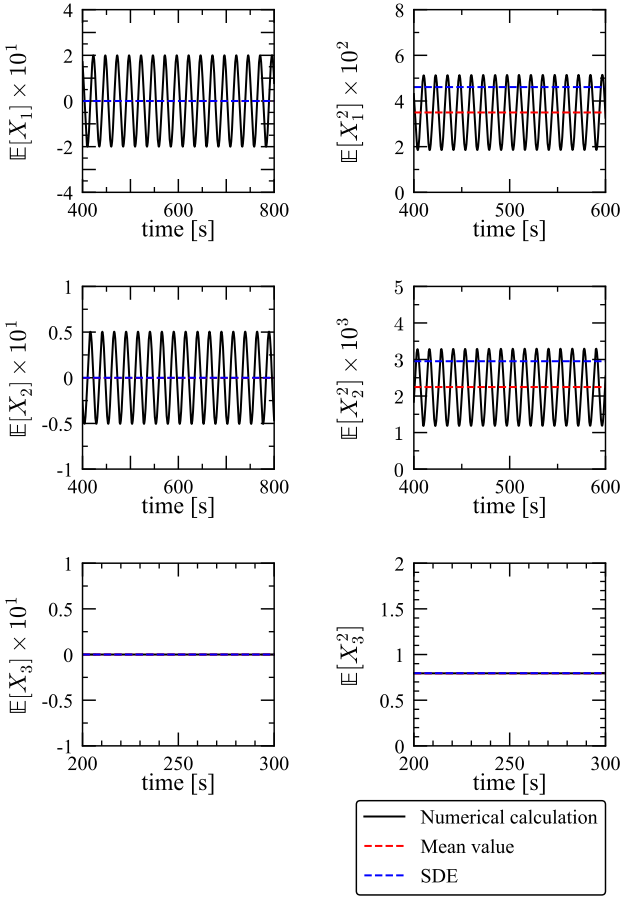 𝔼[X₁] × 10¹
4
2
0
-2
-4
400 600 800
time [s]
𝔼[X₁²] × 10²
8
6
4
2
0
400 500 600
time [s]
𝔼[X₂] × 10¹
1
0.5
0
-0.5
-1
400 600 800
time [s]
𝔼[X₂²] × 10³
5
4
3
2
1
0
400 500 600
time [s]
𝔼[X₃] × 10¹
1
0.5
0
-0.5
-1
200 250 300
time [s]
𝔼[X₃²]
2
1.5
1
0.5
0
200 250 300
time [s]
Numerical calculation
Mean value
SDE